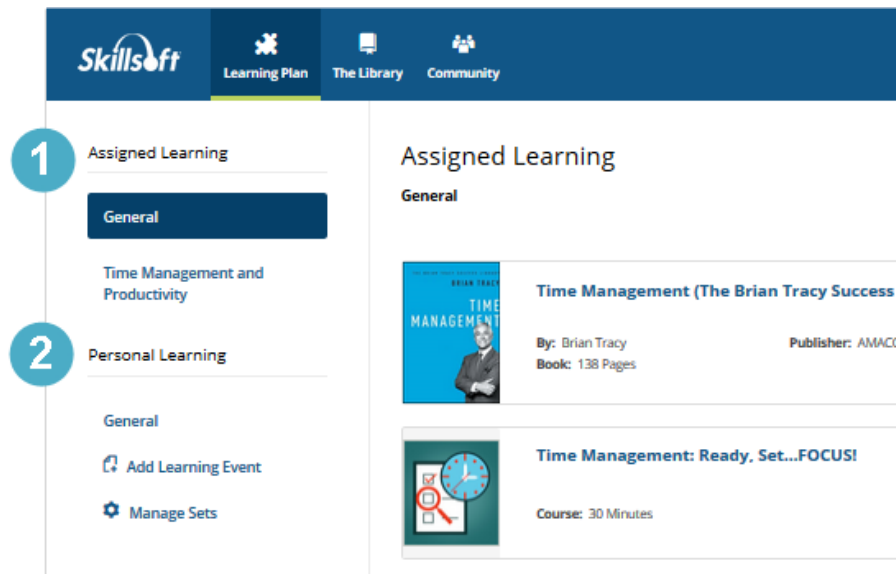 Skillsoft
Learning Plan
The Library
Community
1
Assigned Learning
General
Time Management and
Productivity
2
Personal Learning
General
Add Learning Event
Manage Sets
Assigned Learning
General
BRIAN TRACY
TIME
MANAGEMENT
Time Management (The Brian Tracy Success
By: Brian Tracy
Publisher: AMACO
Book: 138 Pages
Time Management: Ready, Set...FOCUS!
Course: 30 Minutes